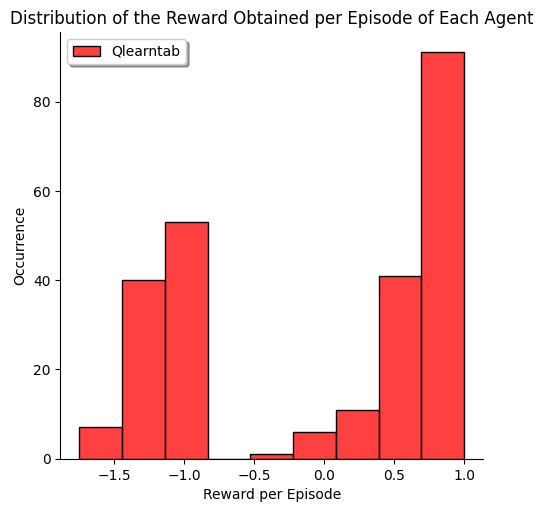 Distribution of the Reward Obtained per Episode of Each Agent
Qlearntab
80
60
40
20
0
Occurrence
−1.5 −1.0 −0.5 0.0 0.5 1.0
Reward per Episode